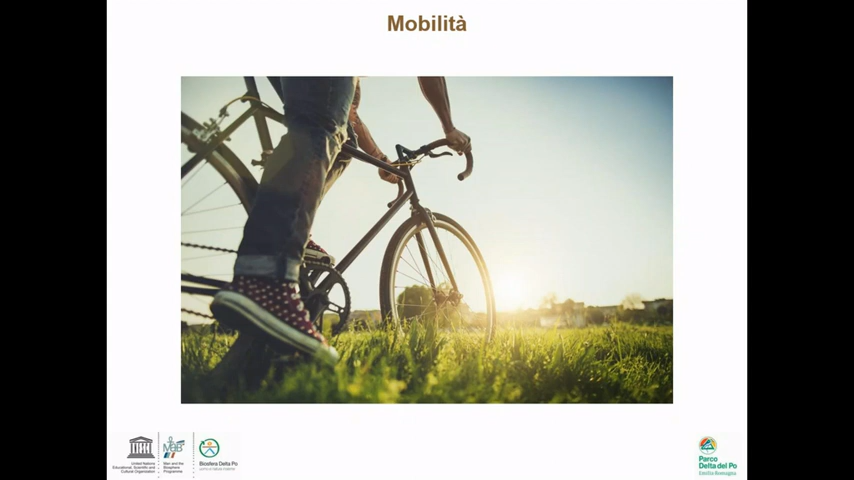 Mobilità
United Nations
Educational, Scientific and
Cultural Organization
MAB
Man and the
Biosphere
Programme
Biosfera Delta Po
Parco
Delta del Po
Emilia-Romagna